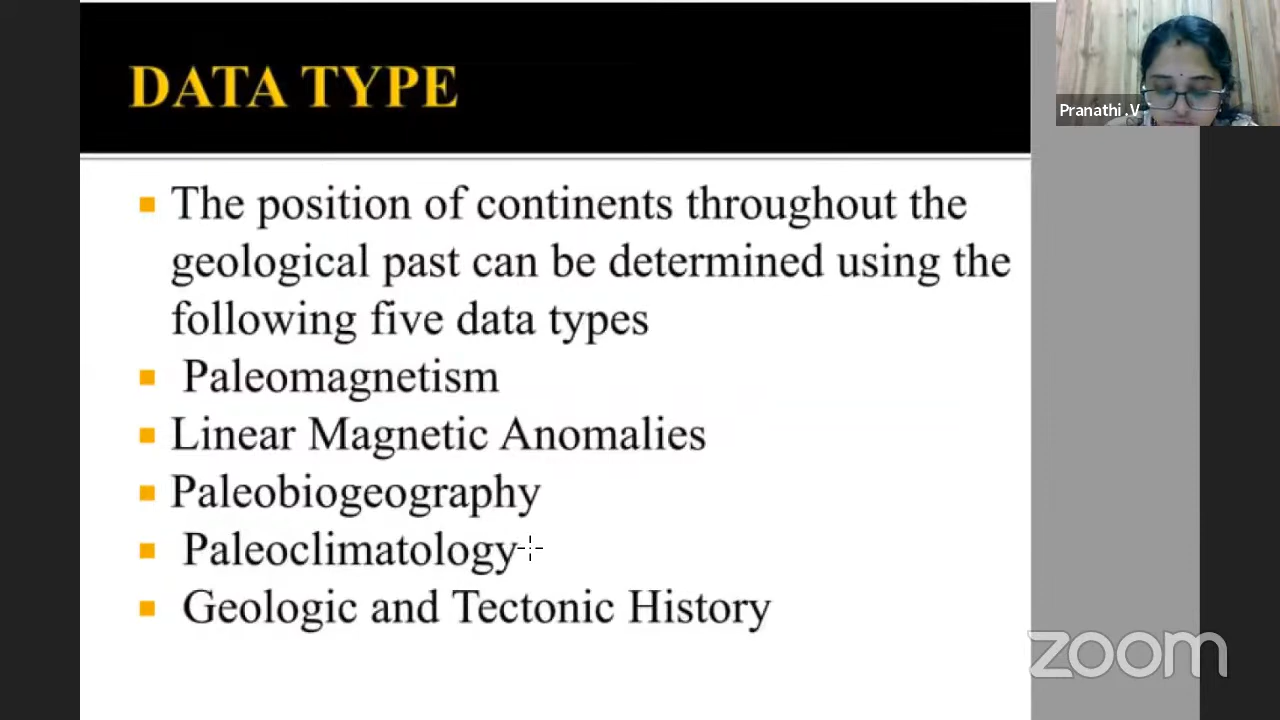 DATA TYPE
Pranathi .V
The position of continents throughout the
geological past can be determined using the
following five data types
Paleomagnetism
Linear Magnetic Anomalies
Paleobiogeography
Paleoclimatology
Geologic and Tectonic History
zoom